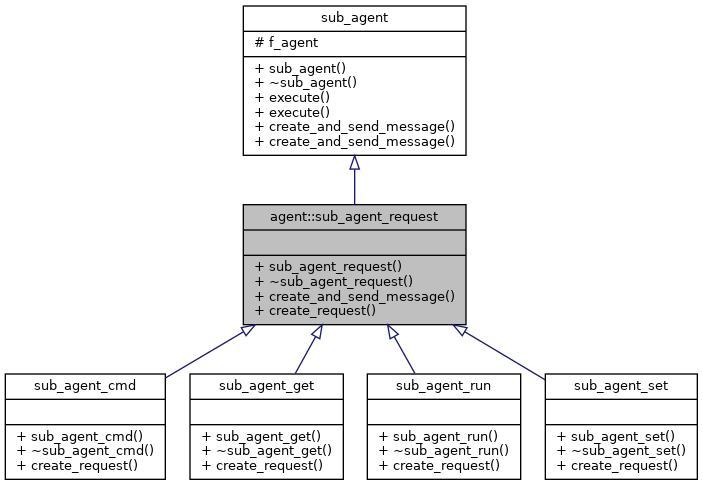 sub_agent
# f_agent
+ sub_agent()
+ ~sub_agent()
+ execute()
+ execute()
+ create_and_send_message()
+ create_and_send_message()
agent::sub_agent_request
+ sub_agent_request()
+ ~sub_agent_request()
+ create_and_send_message()
+ create_request()
sub_agent_cmd
+ sub_agent_cmd()
+ ~sub_agent_cmd()
+ create_request()
sub_agent_get
+ sub_agent_get()
+ ~sub_agent_get()
+ create_request()
sub_agent_run
+ sub_agent_run()
+ ~sub_agent_run()
+ create_request()
sub_agent_set
+ sub_agent_set()
+ ~sub_agent_set()
+ create_request()